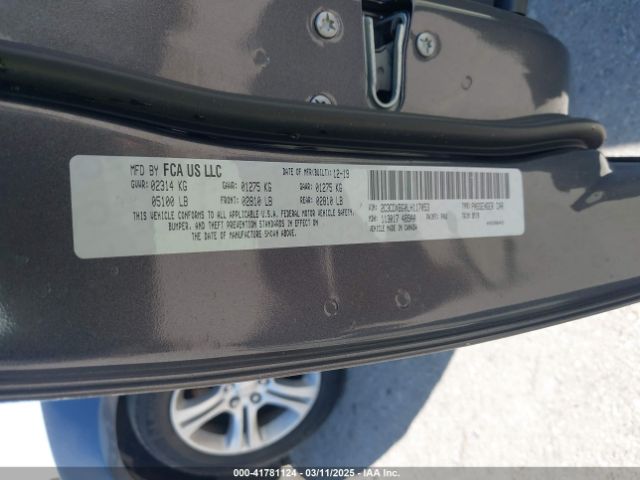 MFD BY FCA US LLC DATE OF MFR(BUILT): 12-19
GVWR: 02314 KG GAWR: 01275 KG GAWR: 01275 KG
05100 LB FRONT: 02810 LB REAR: 02810 LB
THIS VEHICLE CONFORMS TO ALL APPLICABLE U.S.A. FEDERAL MOTOR VEHICLE SAFETY,
BUMPER, AND THEFT PREVENTION STANDARDS IN EFFECT ON
THE DATE OF MANUFACTURE SHOWN ABOVE.
TYPE: PASSENGER CAR
VEHICLE MADE IN CANADA
000-41781124 - 03/11/2025 - IAA Inc.